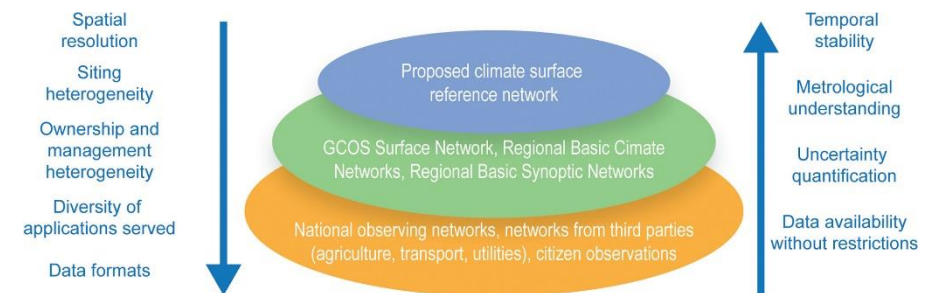 Spatial
resolution
Siting
heterogeneity
Ownership and
management
heterogeneity
Diversity of
applications served
Data formats
Proposed climate surface
reference network
GCOS Surface Network, Regional Basic Cimate
Networks, Regional Basic Synoptic Networks
National observing networks, networks from third parties
(agriculture, transport, utilities), citizen observations
Temporal
stability
Metrological
understanding
Uncertainty
quantification
Data availability
without restrictions